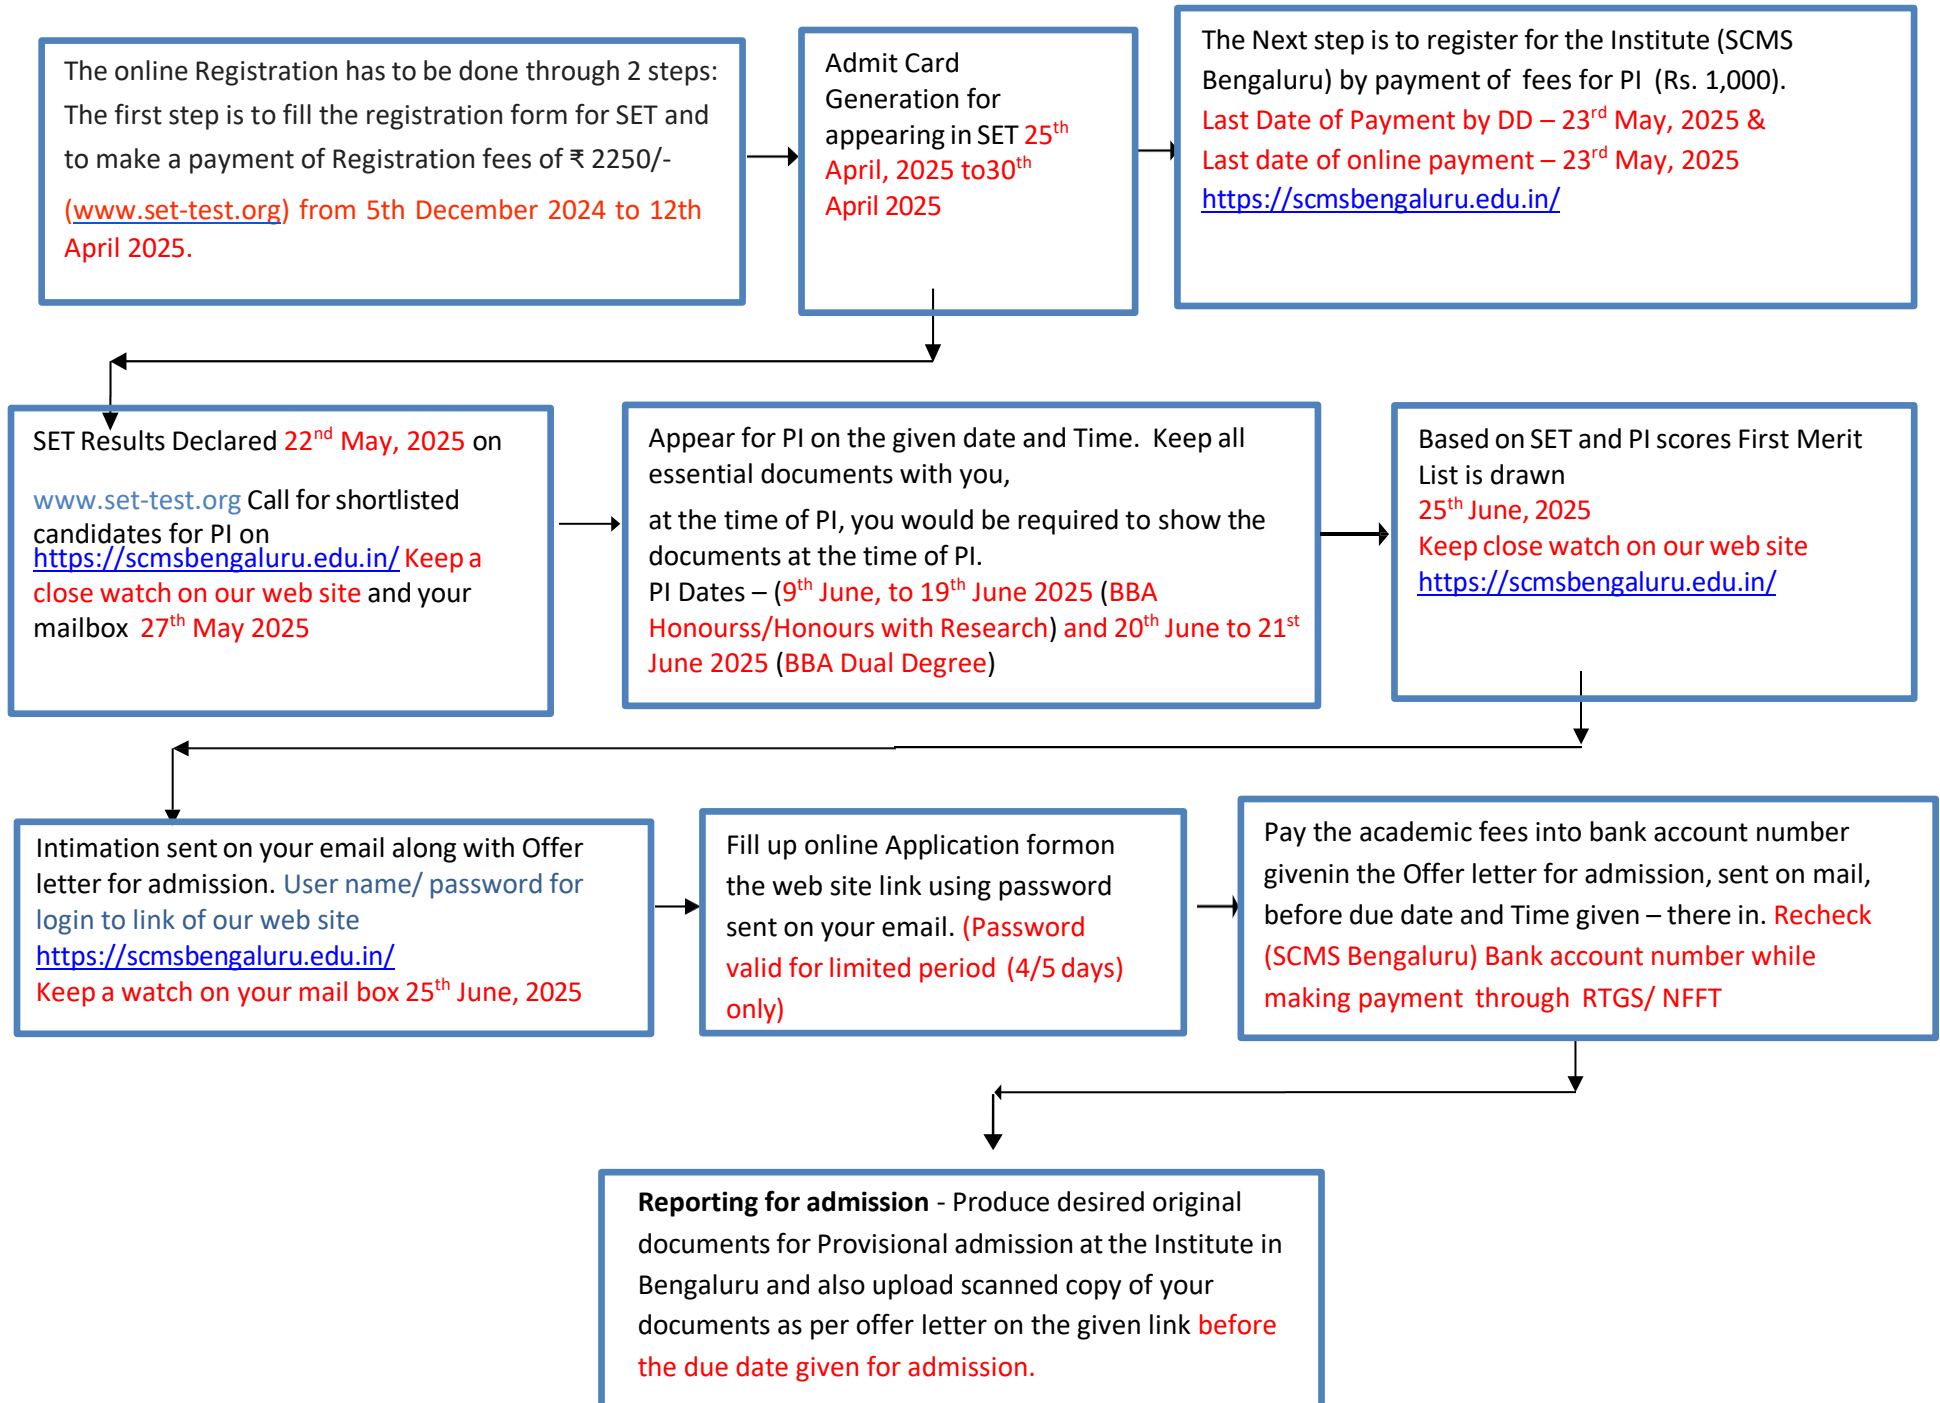 The online Registration has to be done through 2 steps:
The first step is to fill the registration form for SET and
to make a payment of Registration fees of ₹ 2250/-
(www.set-test.org) from 5th December 2024 to 12th
April 2025.
Admit Card
Generation for
appearing in SET 25th
April, 2025 to30th
April 2025
The Next step is to register for the Institute (SCMS
Bengaluru) by payment of fees for PI (Rs. 1,000).
Last Date of Payment by DD – 23rd May, 2025 &
Last date of online payment – 23rd May, 2025
https://scmsbengaluru.edu.in/
SET Results Declared 22nd May, 2025 on
www.set-test.org Call for shortlisted
candidates for PI on
https://scmsbengaluru.edu.in/ Keep a
close watch on our web site and your
mailbox 27th May 2025
Appear for PI on the given date and Time. Keep all
essential documents with you,
at the time of PI, you would be required to show the
documents at the time of PI.
PI Dates – (9th June, to 19th June 2025 (BBA
Honourss/Honours with Research) and 20th June to 21st
June 2025 (BBA Dual Degree)
Based on SET and PI scores First Merit
List is drawn
25th June, 2025
Keep close watch on our web site
https://scmsbengaluru.edu.in/
Intimation sent on your email along with Offer
letter for admission. User name/ password for
login to link of our web site
https://scmsbengaluru.edu.in/
Keep a watch on your mail box 25th June, 2025
Fill up online Application formon
the web site link using password
sent on your email. (Password
valid for limited period (4/5 days)
only)
Pay the academic fees into bank account number
givenin the Offer letter for admission, sent on mail,
before due date and Time given – there in. Recheck
(SCMS Bengaluru) Bank account number while
making payment through RTGS/ NFFT
Reporting for admission - Produce desired original
documents for Provisional admission at the Institute in
Bengaluru and also upload scanned copy of your
documents as per offer letter on the given link before
the due date given for admission.